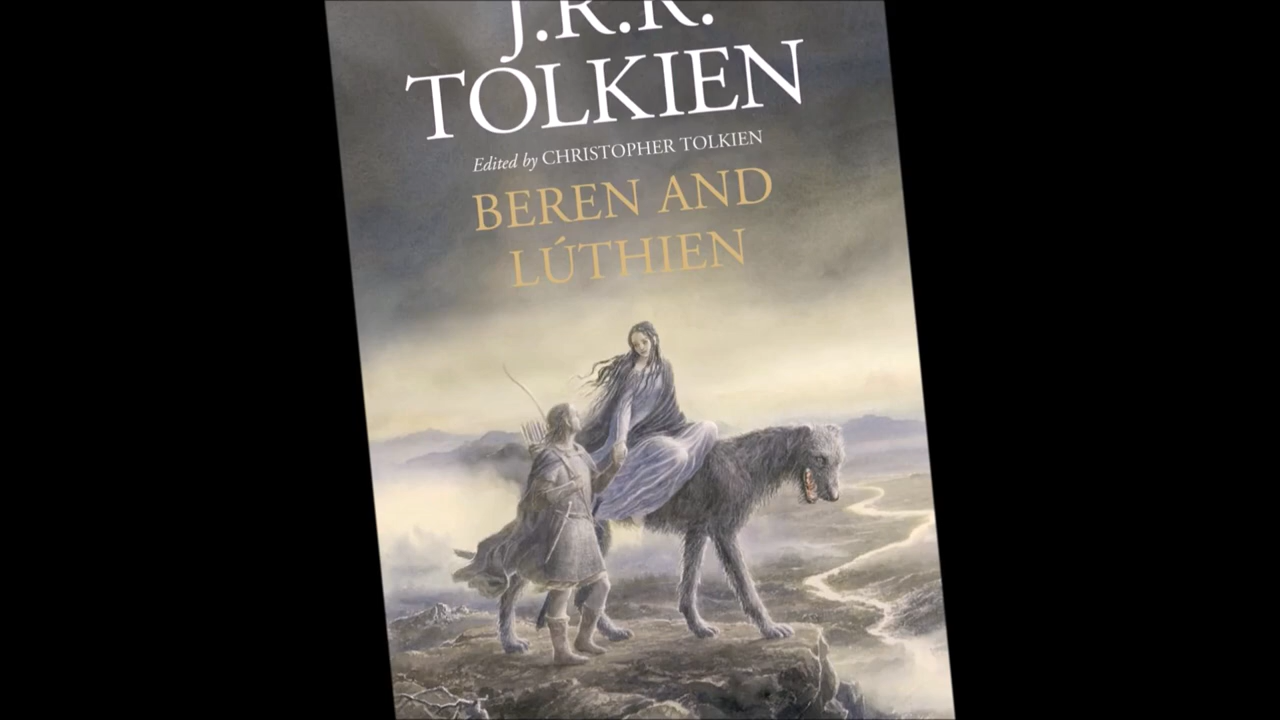 J.R.R.
TOLKIEN
Edited by CHRISTOPHER TOLKIEN
BEREN AND
LÚTHIEN